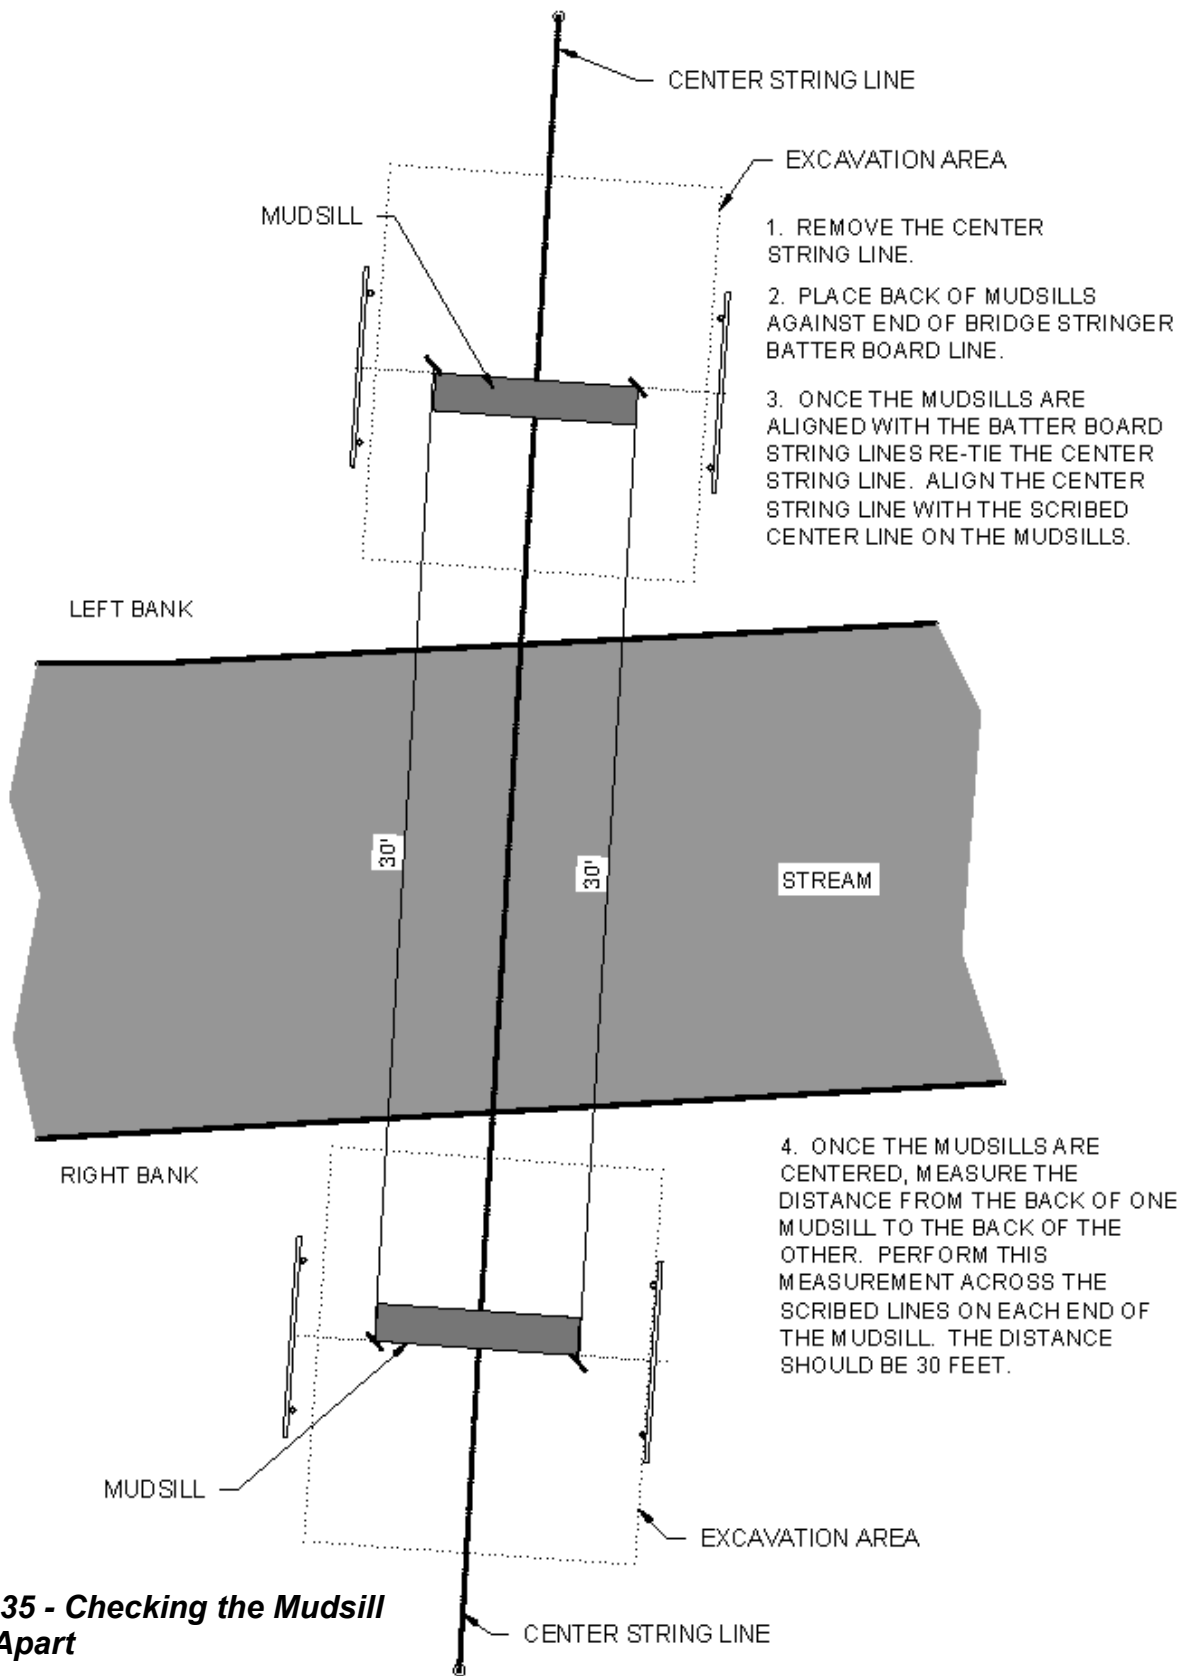 CENTER STRING LINE
EXCAVATION AREA
MUDSILL
1. REMOVE THE CENTER
STRING LINE.
2. PLACE BACK OF MUDSILLS
AGAINST END OF BRIDGE STRINGER
BATTER BOARD LINE.
3. ONCE THE MUDSILLS ARE
ALIGNED WITH THE BATTER BOARD
STRING LINES RE-TIE THE CENTER
STRING LINE. ALIGN THE CENTER
STRING LINE WITH THE SCRIBED
CENTER LINE ON THE MUDSILLS.
LEFT BANK
30'
30'
STREAM
RIGHT BANK
4. ONCE THE MUDSILLS ARE
CENTERED, MEASURE THE
DISTANCE FROM THE BACK OF ONE
MUDSILL TO THE BACK OF THE
OTHER. PERFORM THIS
MEASUREMENT ACROSS THE
SCRIBED LINES ON EACH END OF
THE MUDSILL. THE DISTANCE
SHOULD BE 30 FEET.
MUDSILL
EXCAVATION AREA
35 - Checking the Mudsill
Apart
CENTER STRING LINE